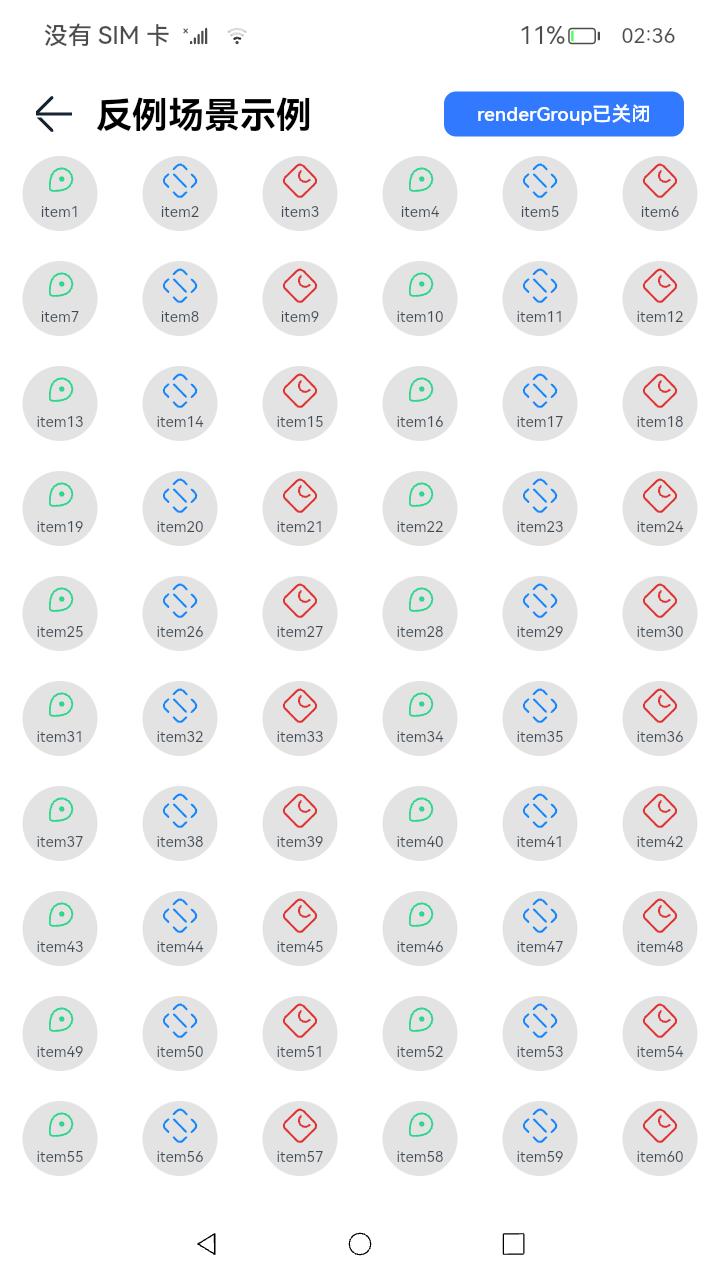 没有 SIM 卡 11% 02:36
反例场景示例 renderGroup已关闭
item1 item2 item3 item4 item5 item6
item7 item8 item9 item10 item11 item12
item13 item14 item15 item16 item17 item18
item19 item20 item21 item22 item23 item24
item25 item26 item27 item28 item29 item30
item31 item32 item33 item34 item35 item36
item37 item38 item39 item40 item41 item42
item43 item44 item45 item46 item47 item48
item49 item50 item51 item52 item53 item54
item55 item56 item57 item58 item59 item60